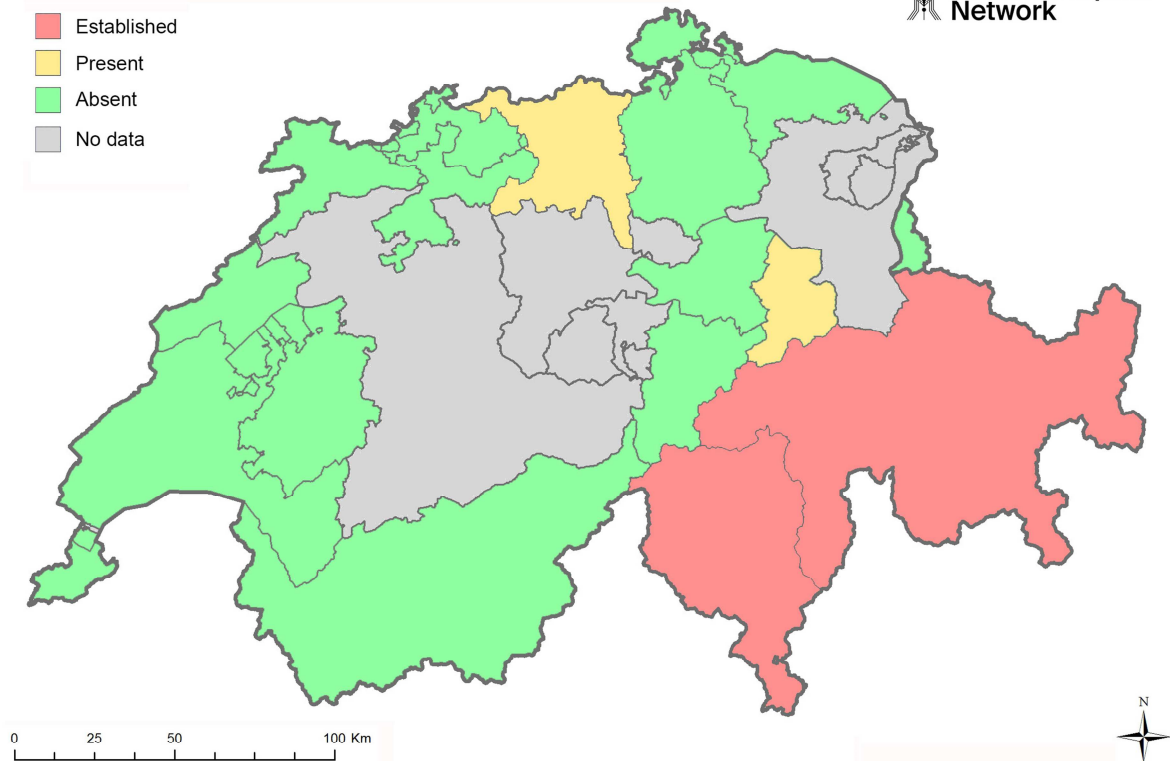 Network
Established
Present
Absent
No data
0 25 50 100 Km
N